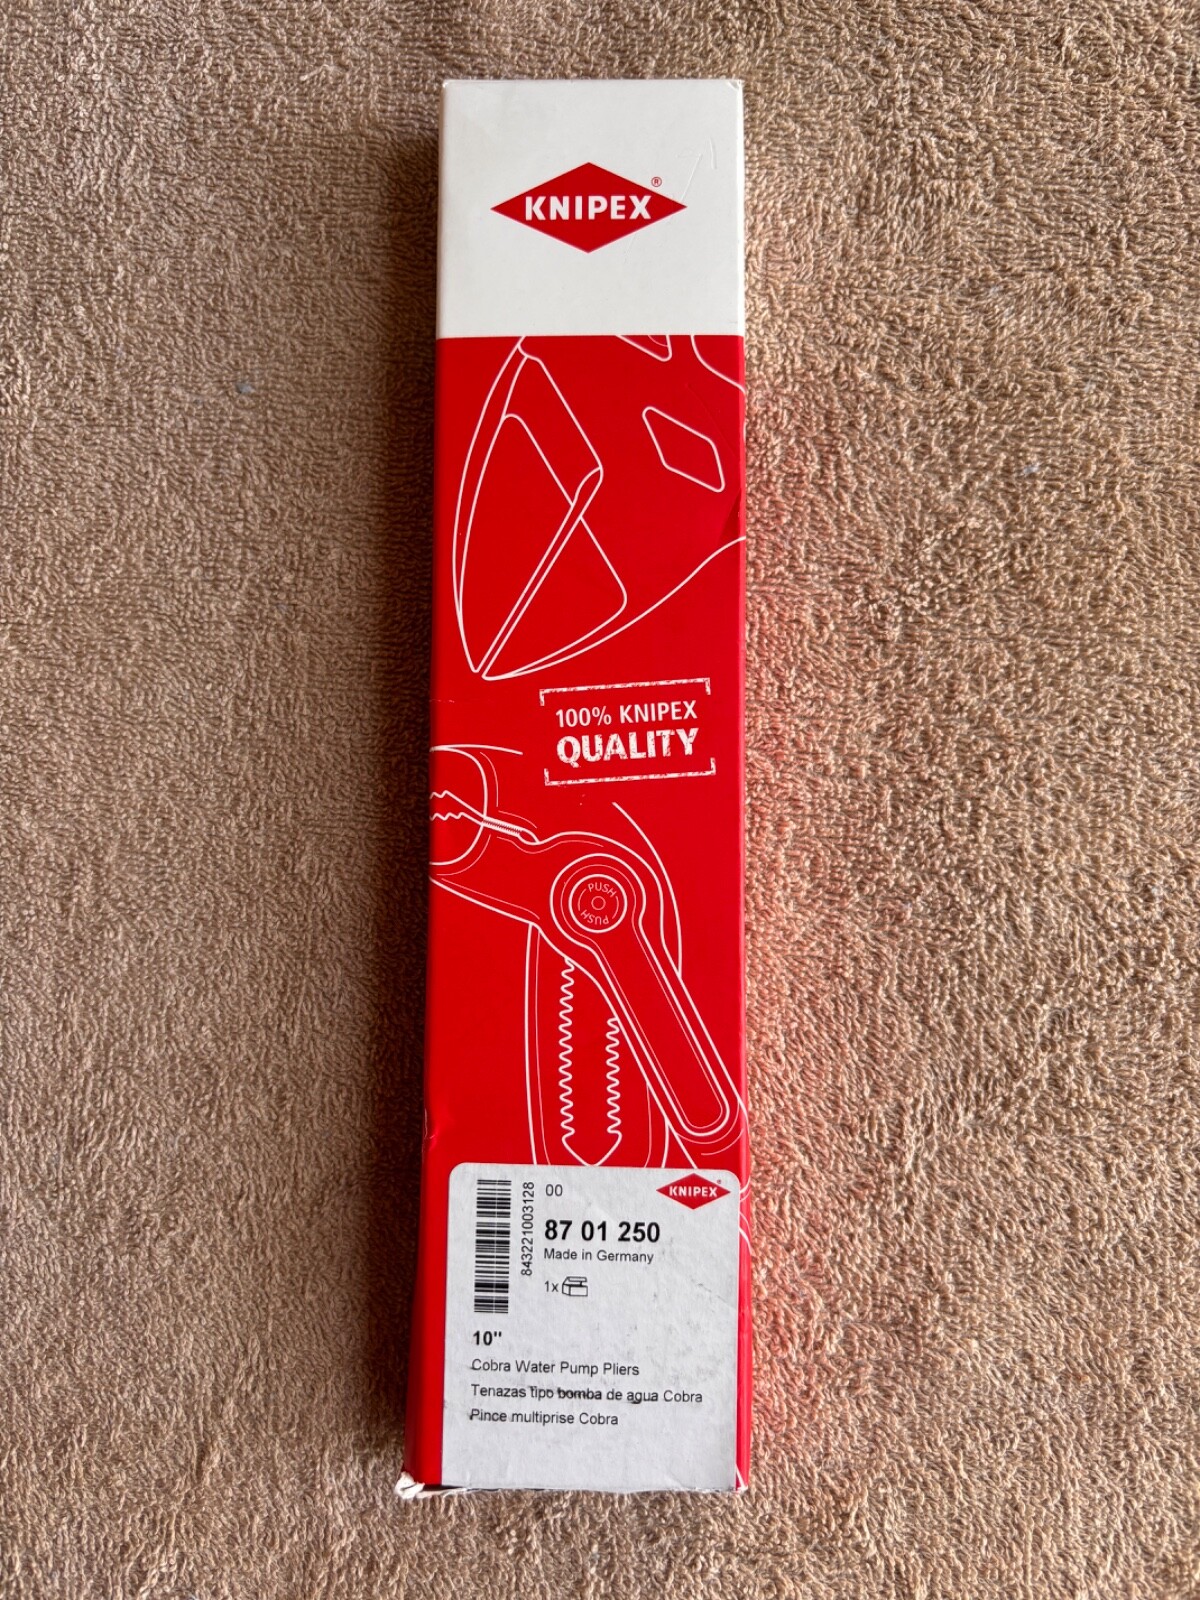 KNIPEX®
100% KNIPEX
QUALITY
PUSH
PUSH
KNIPEX®
00
843221003128
87 01 250
Made in Germany
1x
10"
Cobra Water Pump Pliers
Tenazas tipo bomba de agua Cobra
Pince multiprise Cobra